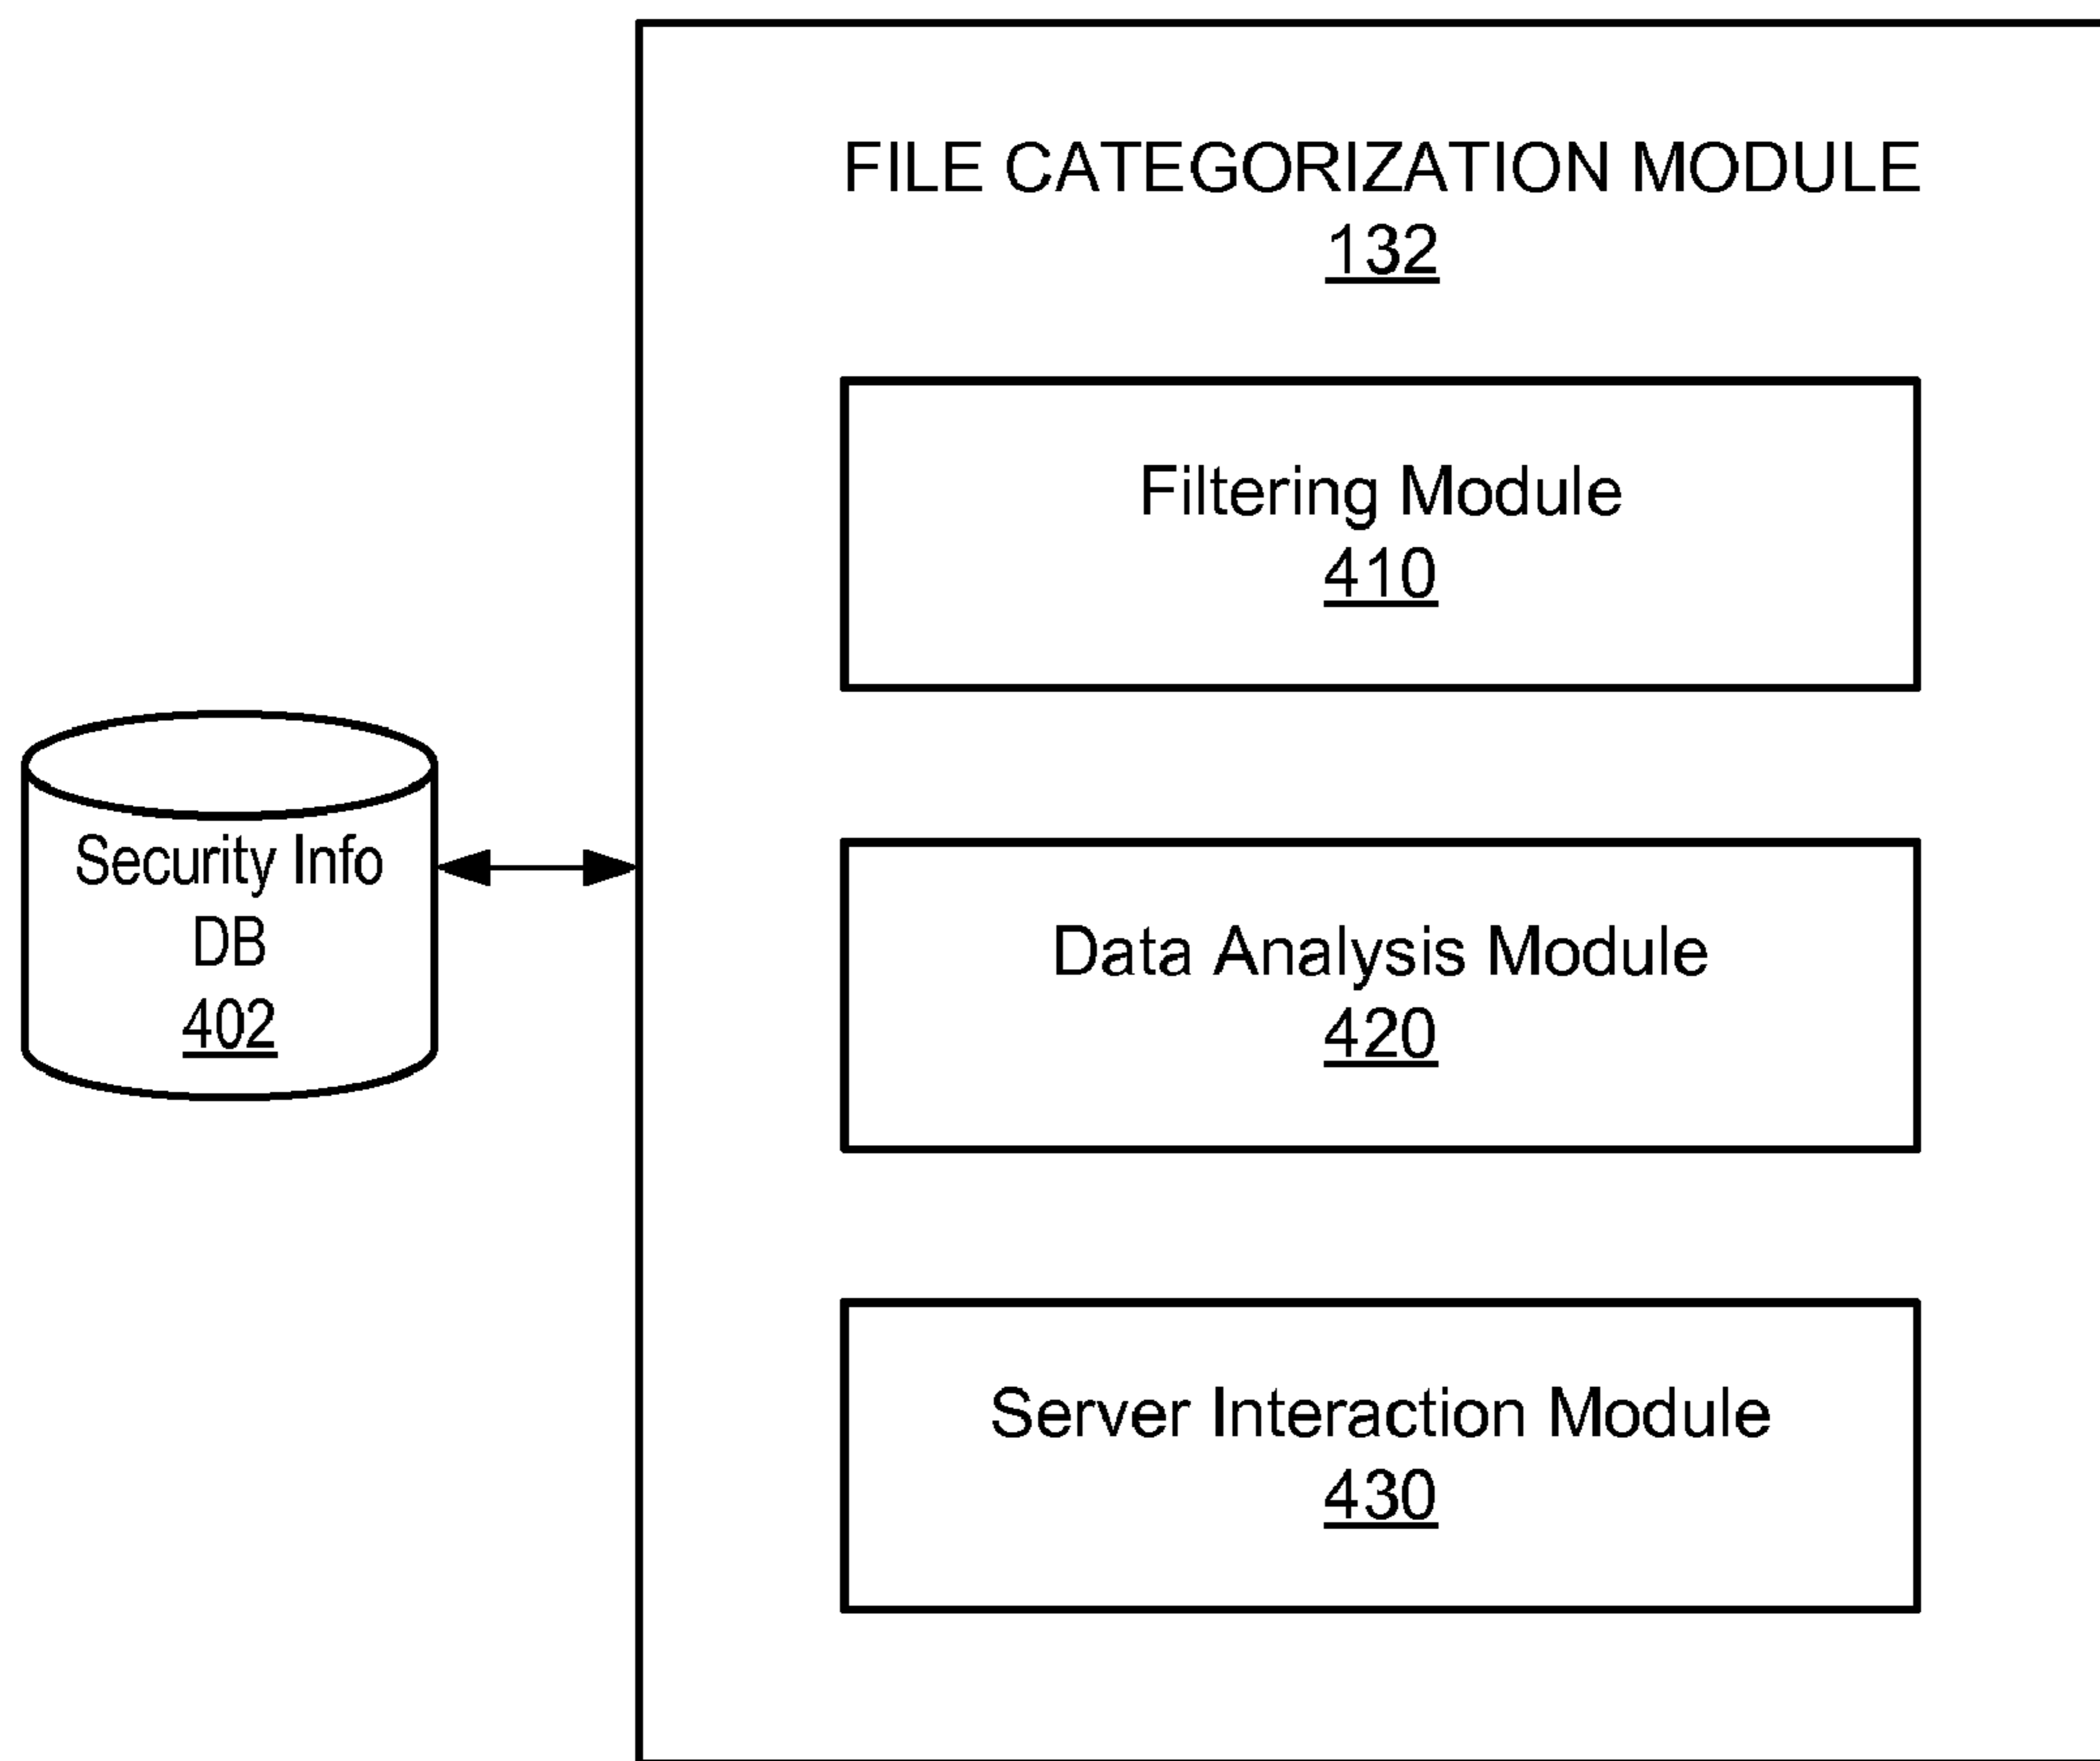 FILE CATEGORIZATION MODULE
132
Filtering Module
410
Security Info
DB
402
Data Analysis Module
420
Server Interaction Module
430